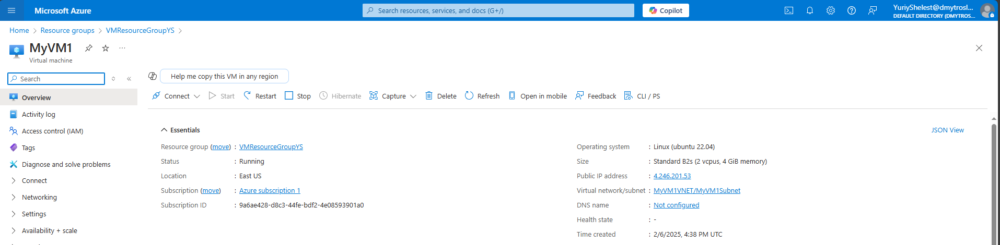 Microsoft Azure
Search resources, services, and docs (G+/)
Copilot
YuriyShelest@dmytrosl...
DEFAULT DIRECTORY (DMYTROS...
Home > Resource groups > VMResourceGroupYS >
MyVM1
Virtual machine
Search
Help me copy this VM in any region
Connect Start Restart Stop Hibernate Capture Delete Refresh Open in mobile Feedback CLI / PS
Overview
Activity log
Access control (IAM)
Tags
Diagnose and solve problems
Connect
Networking
Settings
Availability + scale
Essentials
JSON View
Resource group (move) : VMResourceGroupYS
Status : Running
Location : East US
Subscription (move) : Azure subscription 1
Subscription ID : 9a6ae428-d8c3-44fe-bdf2-4e08593901a0
Operating system : Linux (ubuntu 22.04)
Size : Standard B2s (2 vcpus, 4 GiB memory)
Public IP address : 4.246.201.53
Virtual network/subnet : MyVM1VNET/MyVM1Subnet
DNS name : Not configured
Health state : -
Time created : 2/6/2025, 4:38 PM UTC